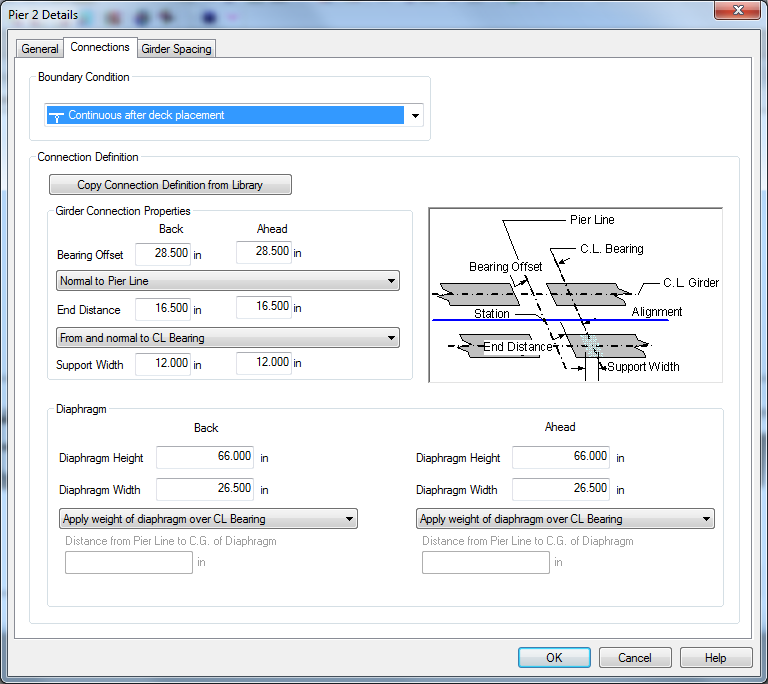 Pier 2 Details
General Connections Girder Spacing
Boundary Condition
Continuous after deck placement
Connection Definition
Copy Connection Definition from Library
Girder Connection Properties
Back Ahead
Bearing Offset 28.500 in 28.500 in
Normal to Pier Line
End Distance 16.500 in 16.500 in
From and normal to CL Bearing
Support Width 12.000 in 12.000 in
Pier Line
C.L. Bearing
Bearing Offset
C.L. Girder
Station
Alignment
End Distance
Support Width
Diaphragm
Back Ahead
Diaphragm Height 66.000 in Diaphragm Height 66.000 in
Diaphragm Width 26.500 in Diaphragm Width 26.500 in
Apply weight of diaphragm over CL Bearing Apply weight of diaphragm over CL Bearing
Distance from Pier Line to C.G. of Diaphragm Distance from Pier Line to C.G. of Diaphragm
in in
OK Cancel Help